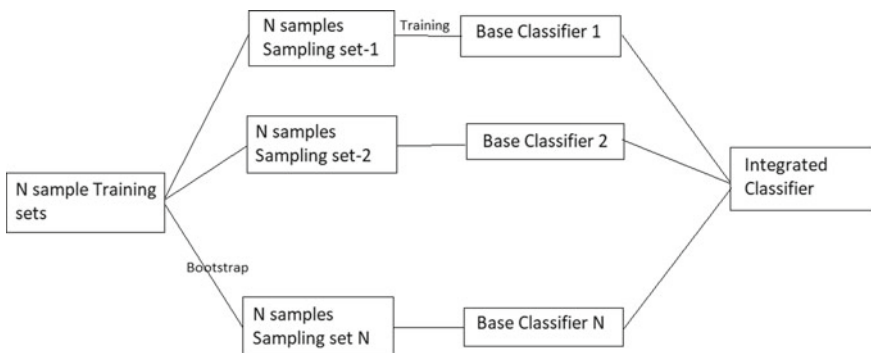 N samples
Sampling set-1
Training
Base Classifier 1
N samples
Sampling set-2
Base Classifier 2
N sample Training
sets
Integrated
Classifier
Bootstrap
N samples
Sampling set N
Base Classifier N